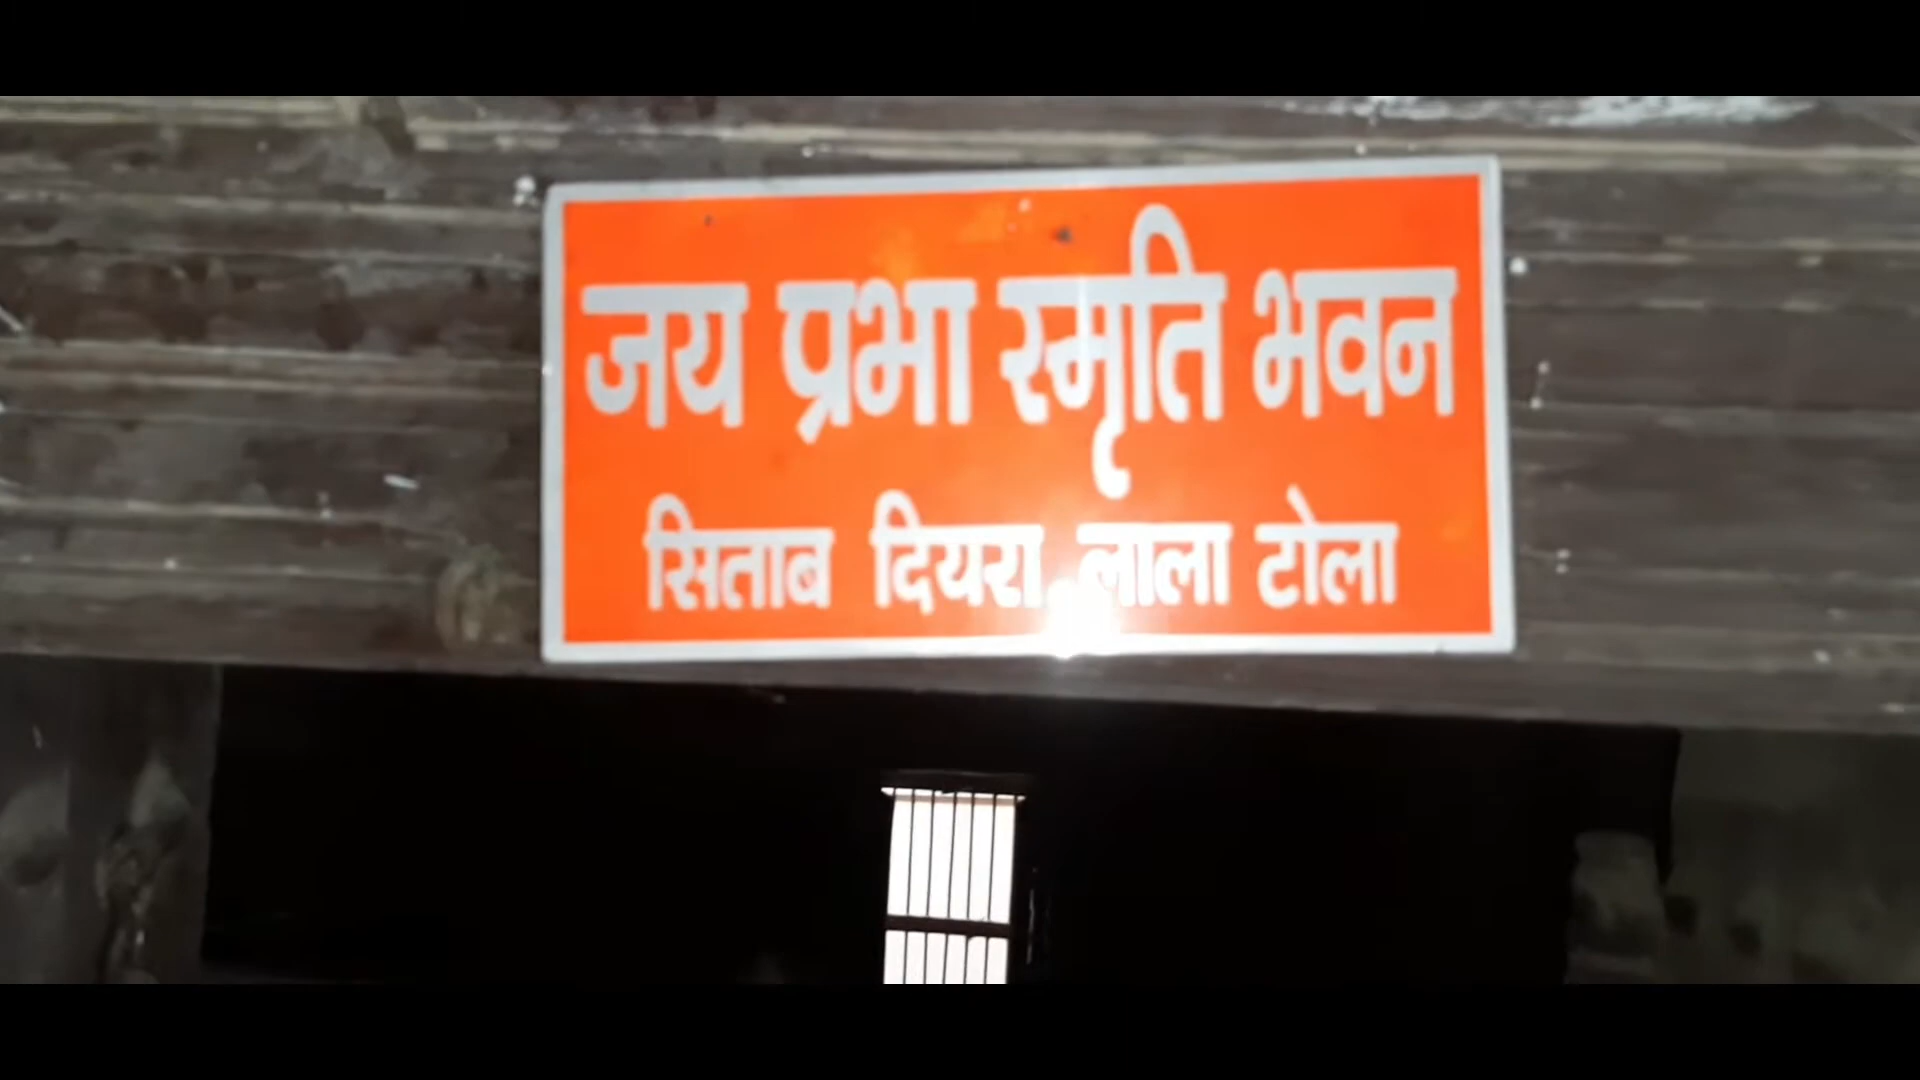 जय प्रभा स्मृति भवन
सिताब दियरा लाला टोला